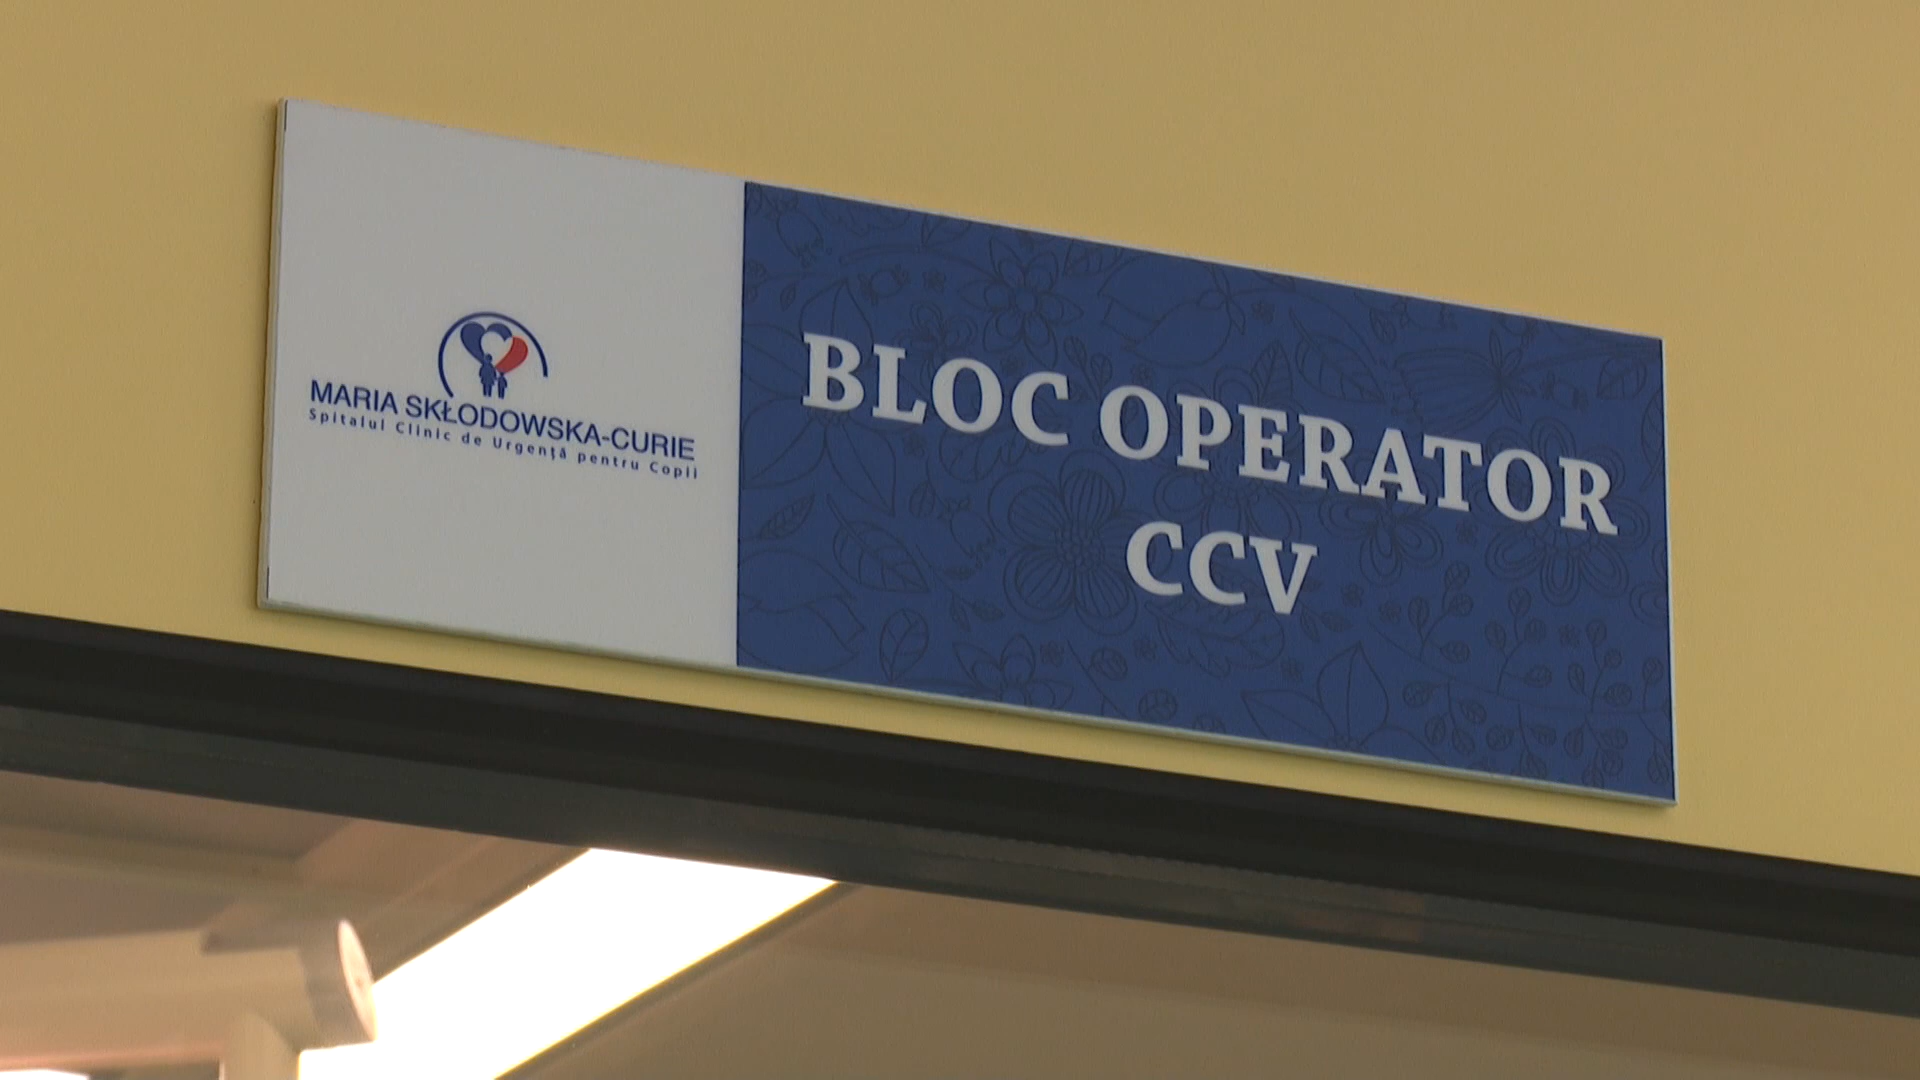 MARIA SKŁODOWSKA-CURIE
Spitalul Clinic de Urgență pentru Copii
BLOC OPERATOR
CCV